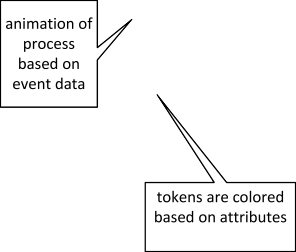 animation of
process
based on
event data
tokens are colored
based on attributes